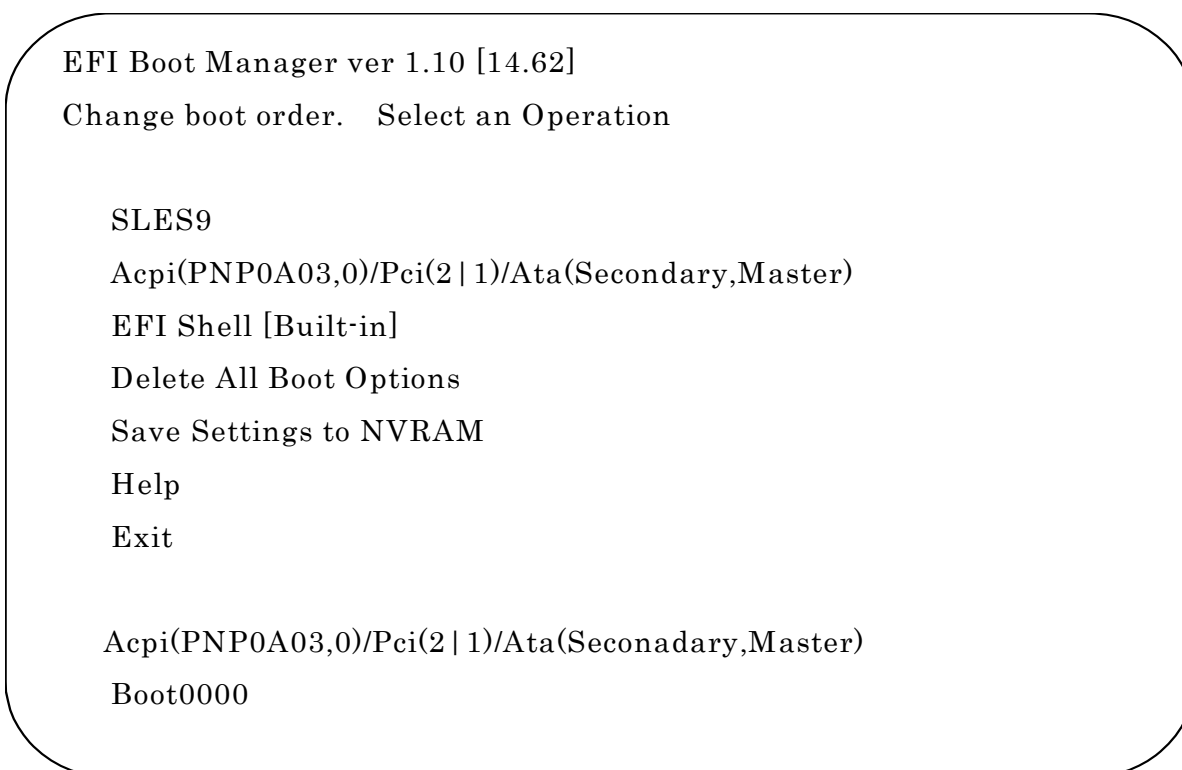 EFI Boot Manager ver 1.10 [14.62]
Change boot order.  Select an Operation
SLES9
Acpi(PNP0A03,0)/Pci(2|1)/Ata(Secondary,Master)
EFI Shell [Built-in]
Delete All Boot Options
Save Settings to NVRAM
Help
Exit
Acpi(PNP0A03,0)/Pci(2|1)/Ata(Seconadary,Master)
Boot0000